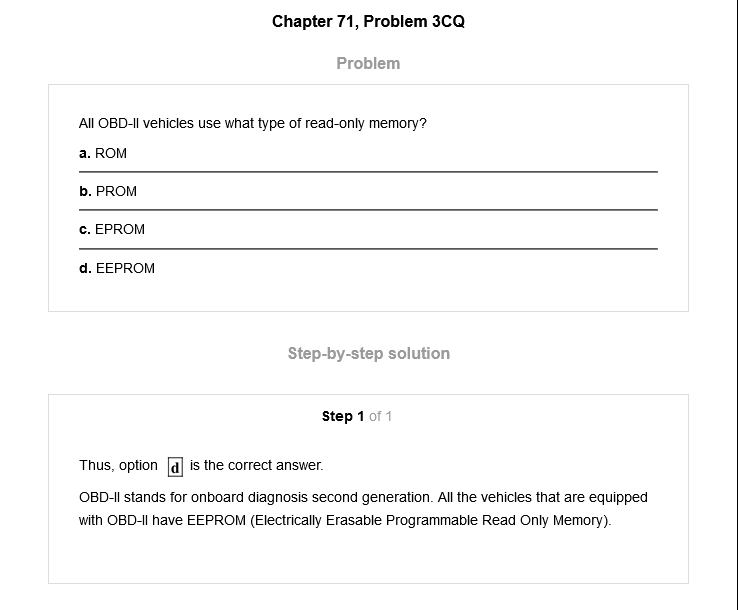 Chapter 71, Problem 3CQ
Problem
All OBD-II vehicles use what type of read-only memory?
a. ROM
b. PROM
c. EPROM
d. EEPROM
Step-by-step solution
Step 1 of 1
Thus, option d is the correct answer.
OBD-II stands for onboard diagnosis second generation. All the vehicles that are equipped
with OBD-II have EEPROM (Electrically Erasable Programmable Read Only Memory).